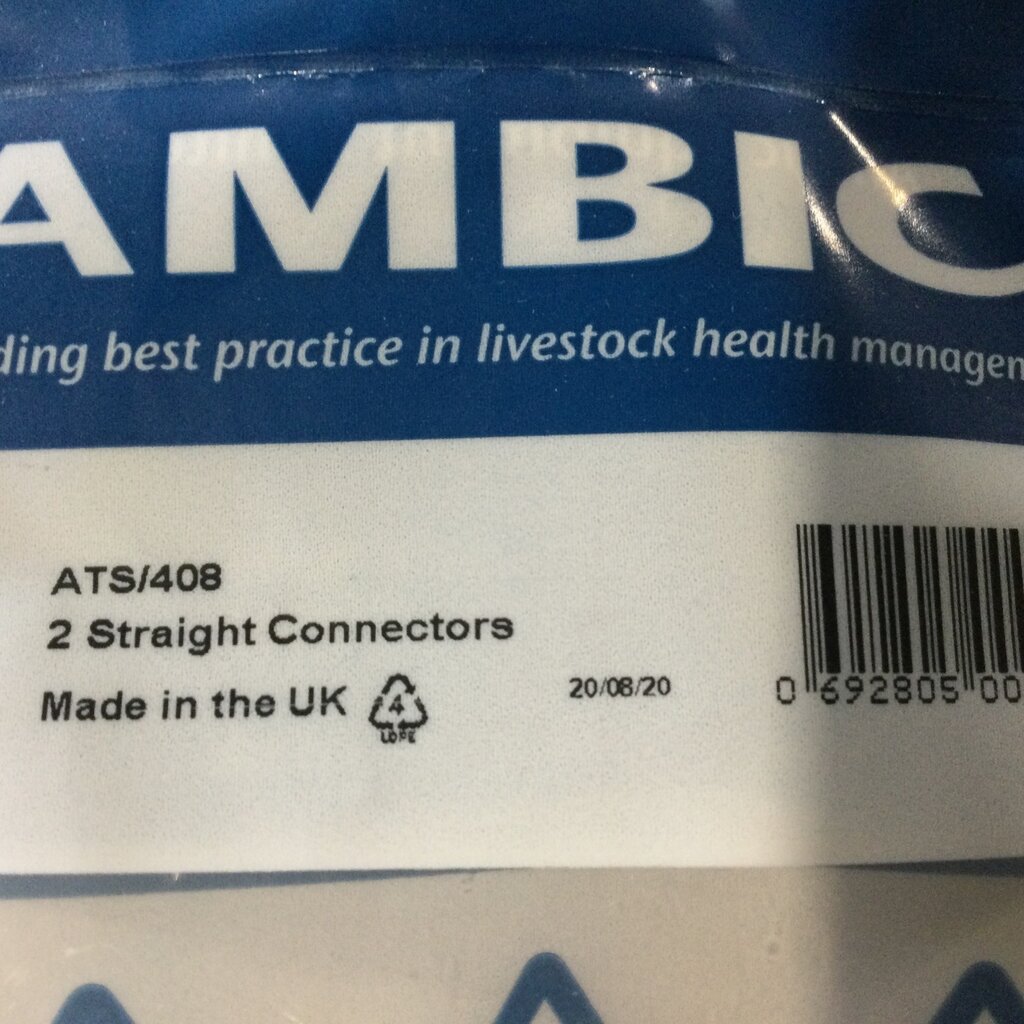 AMBIC
ding best practice in livestock health managem
ATS/408
2 Straight Connectors
Made in the UK
4
LDPE
20/08/20
0 692805 00